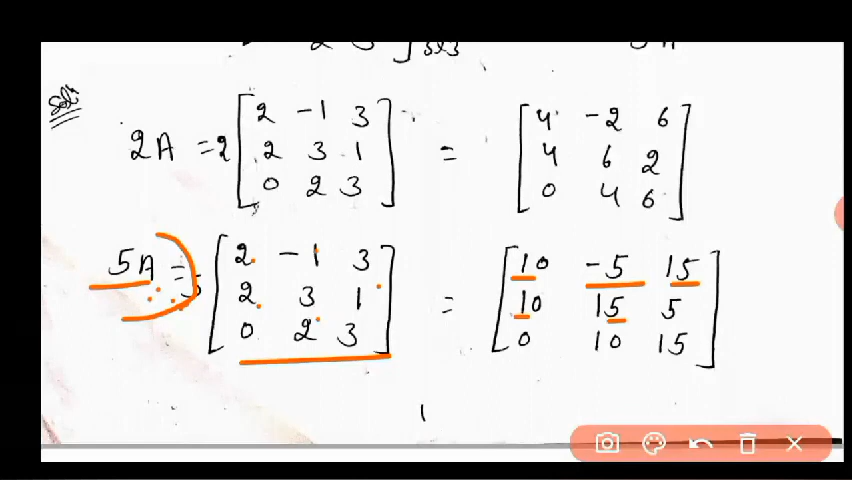 Sol:
2A = 2 [2 -1 3 = [4 -2 6
2 3 1 4 6 2
0 2 3] 0 4 6]
5A = 5 [2 -1 3 = [10 -5 15
2 3 1 10 15 5
0 2 3] 0 10 15]